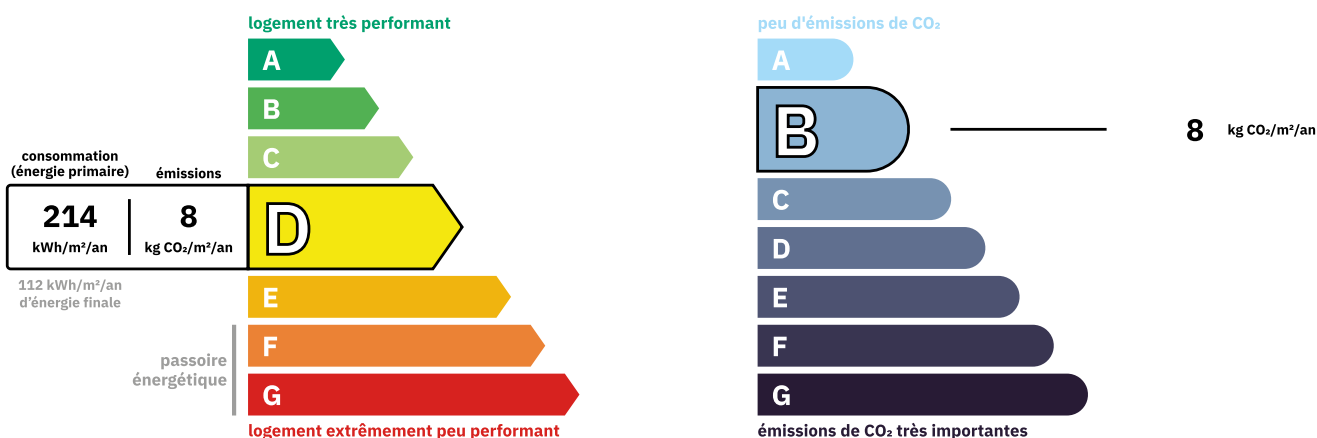 logement très performant
A
B
C
consommation
(énergie primaire)
émissions
214
kWh/m²/an
8
kg CO₂/m²/an
D
112 kWh/m²/an
d'énergie finale
E
passoire
énergétique
F
G
logement extrêmement peu performant
peu d'émissions de CO₂
A
B
8 kg CO₂/m²/an
C
D
E
F
G
émissions de CO₂ très importantes